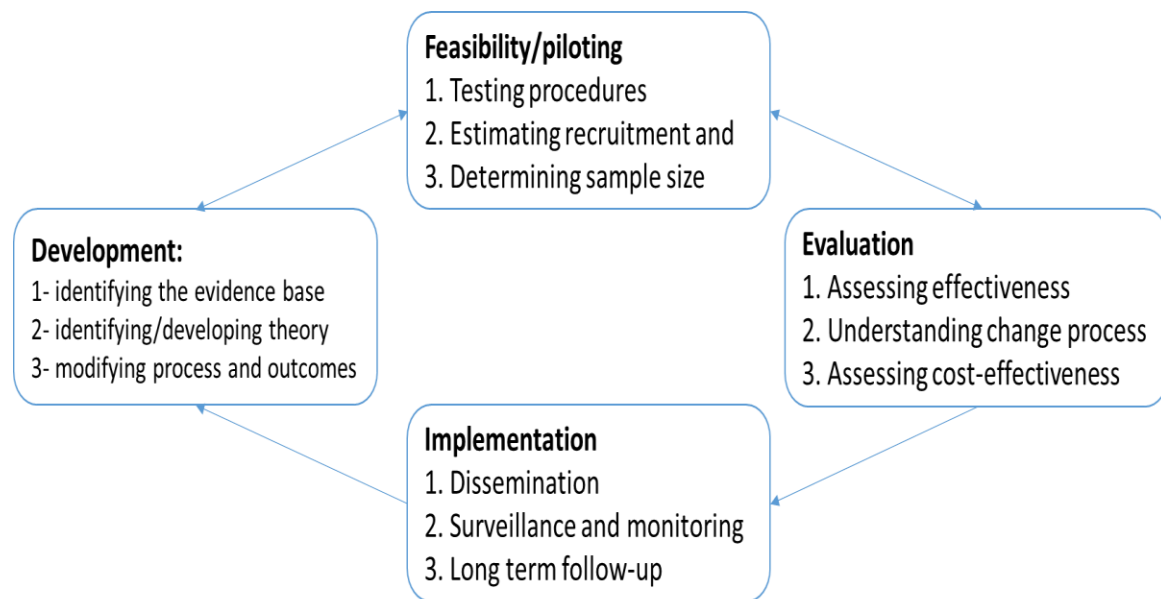 Feasibility/piloting
1. Testing procedures
2. Estimating recruitment and
3. Determining sample size
Development:
1- identifying the evidence base
2- identifying/developing theory
3- modifying process and outcomes
Evaluation
1. Assessing effectiveness
2. Understanding change process
3. Assessing cost-effectiveness
Implementation
1. Dissemination
2. Surveillance and monitoring
3. Long term follow-up